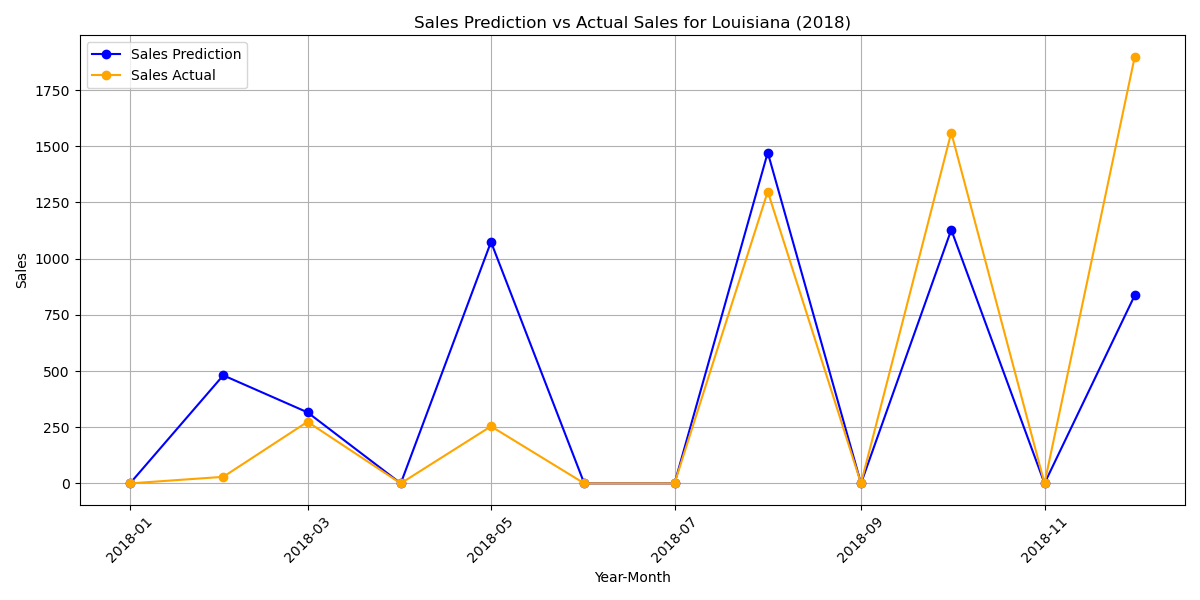 Sales Prediction vs Actual Sales for Louisiana (2018)
Sales Prediction
Sales Actual
Sales
1750
1500
1250
1000
750
500
250
0
2018-01
2018-03
2018-05
2018-07
2018-09
2018-11
Year-Month